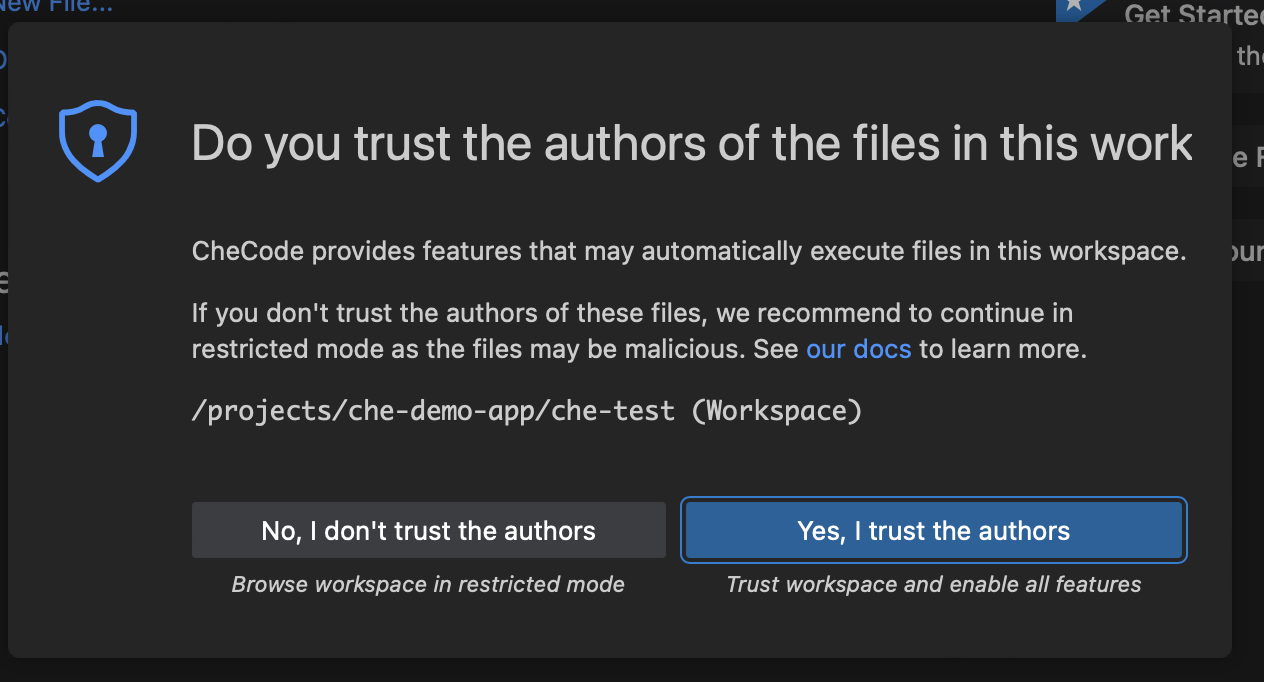 New File...
Get Started
the
Do you trust the authors of the files in this work
CheCode provides features that may automatically execute files in this workspace.
If you don't trust the authors of these files, we recommend to continue in
restricted mode as the files may be malicious. See our docs to learn more.
/projects/che-demo-app/che-test (Workspace)
No, I don't trust the authors
Yes, I trust the authors
Browse workspace in restricted mode
Trust workspace and enable all features